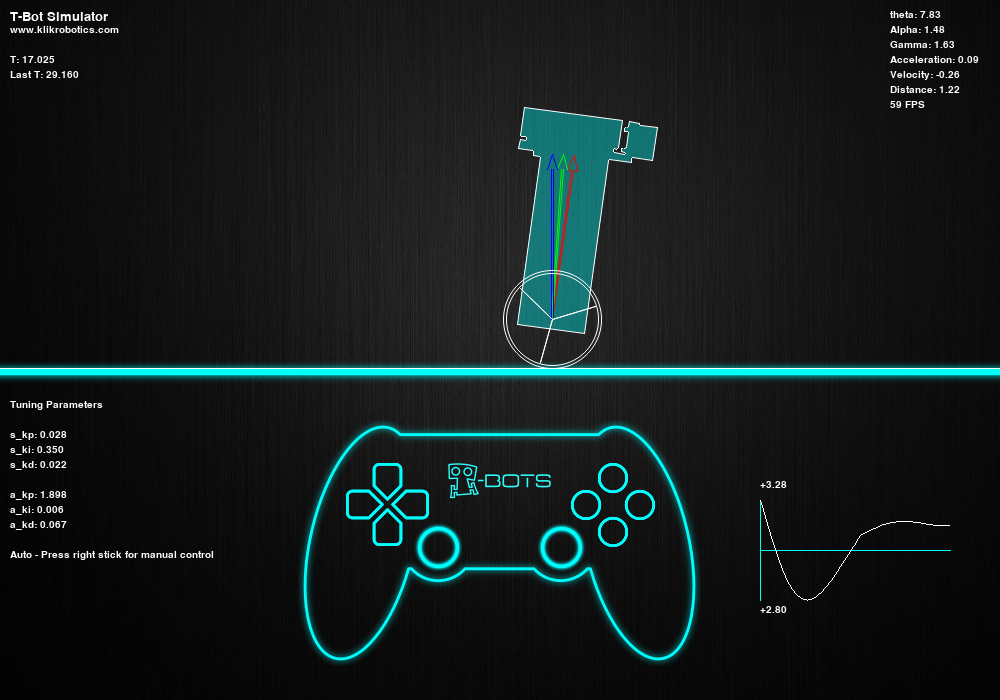 T-Bot Simulator
www.klikrobotics.com
T: 17.025
Last T: 29.160
theta: 7.83
Alpha: 1.48
Gamma: 1.63
Acceleration: 0.09
Velocity: -0.26
Distance: 1.22
59 FPS
Tuning Parameters
s_kp: 0.028
s_ki: 0.350
s_kd: 0.022
a_kp: 1.898
a_ki: 0.006
a_kd: 0.067
Auto - Press right stick for manual control
-BOTS
+3.28
+2.80